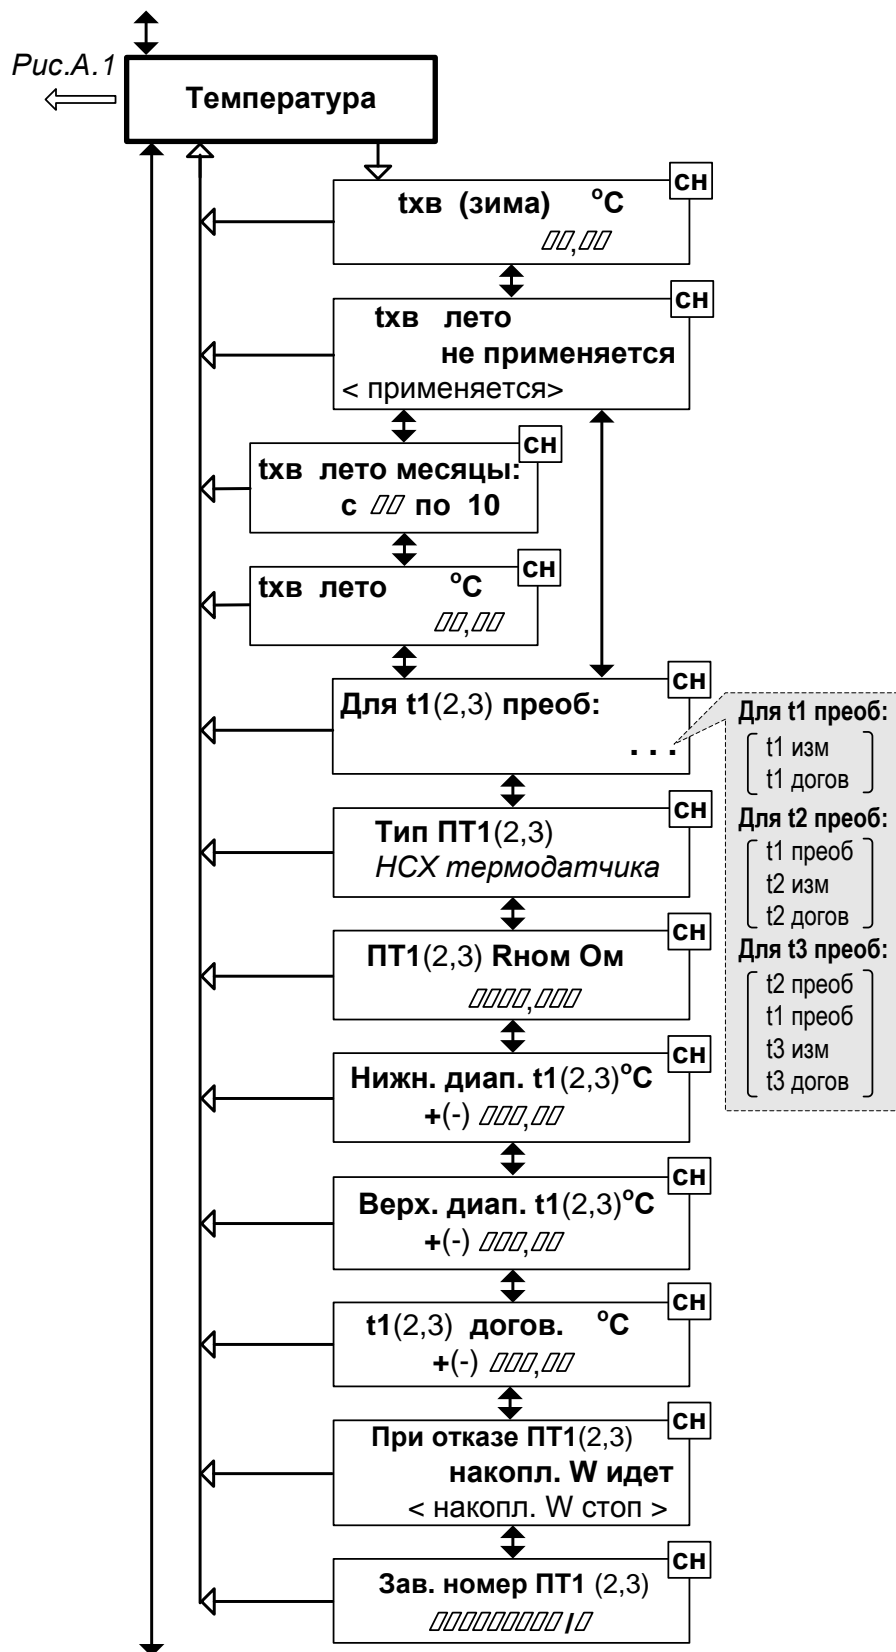 Рис.А.1
Температура
СН
tхв (зима) °С
▯▯,▯▯
СН
tхв лето
не применяется
< применяется>
СН
tхв лето месяцы:
с ▯▯ по 10
СН
tхв лето °С
▯▯,▯▯
СН
Для t1(2,3) преоб:
. . .
Для t1 преоб:
t1 изм
t1 догов
Для t2 преоб:
t1 преоб
t2 изм
t2 догов
Для t3 преоб:
t2 преоб
t1 преоб
t3 изм
t3 догов
СН
Тип ПТ1(2,3)
НСХ термодатчика
СН
ПТ1(2,3) Rном Ом
▯▯▯▯,▯▯▯
СН
Нижн. диап. t1(2,3)°С
+(-) ▯▯▯,▯▯
СН
Верх. диап. t1(2,3)°С
+(-) ▯▯▯,▯▯
СН
t1(2,3) догов. °С
+(-) ▯▯▯,▯▯
СН
При отказе ПТ1(2,3)
накопл. W идет
< накопл. W стоп >
СН
Зав. номер ПТ1 (2,3)
▯▯▯▯▯▯▯▯▯/▯